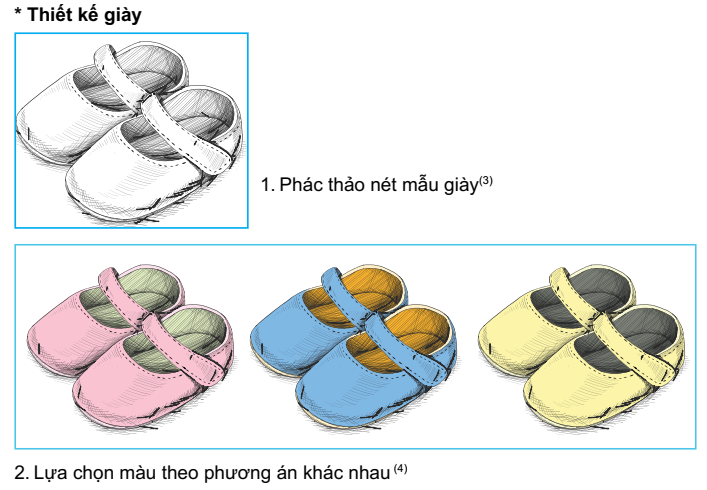 * Thiết kế giày
1. Phác thảo nét mẫu giày(3)
2. Lựa chọn màu theo phương án khác nhau (4)